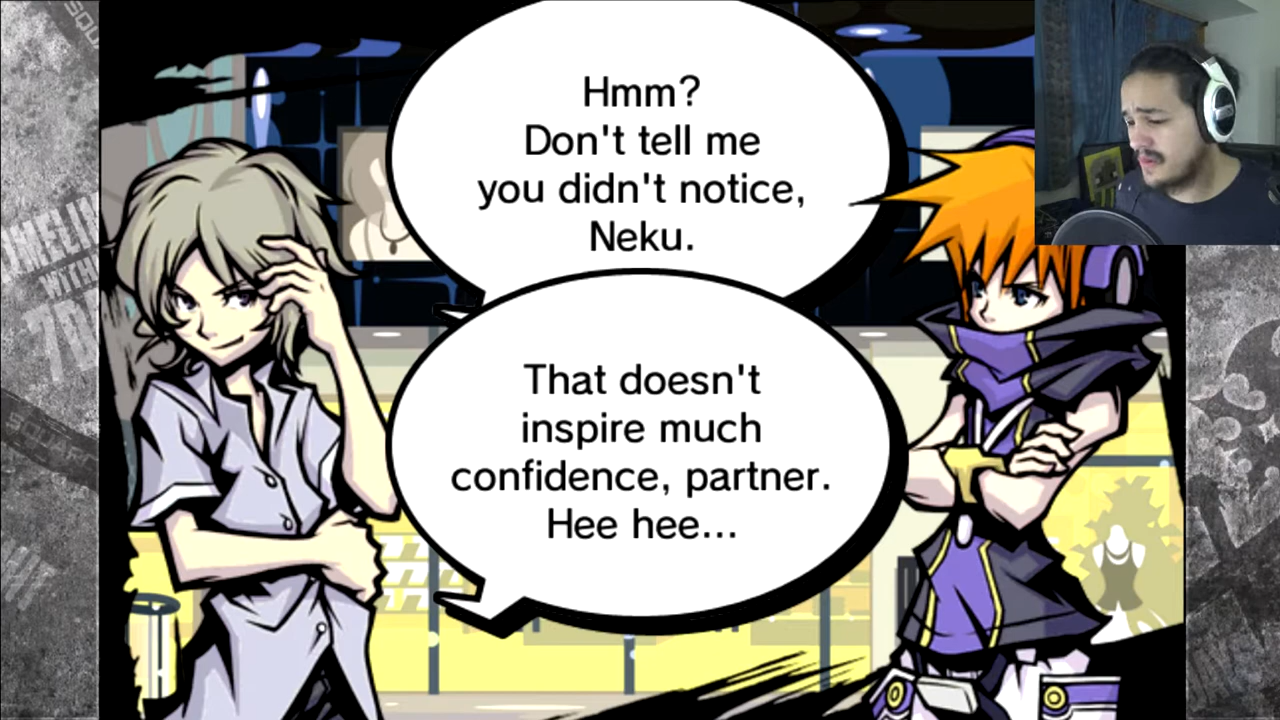 Hmm?
Don't tell me
you didn't notice,
Neku.
That doesn't
inspire much
confidence, partner.
Hee hee...